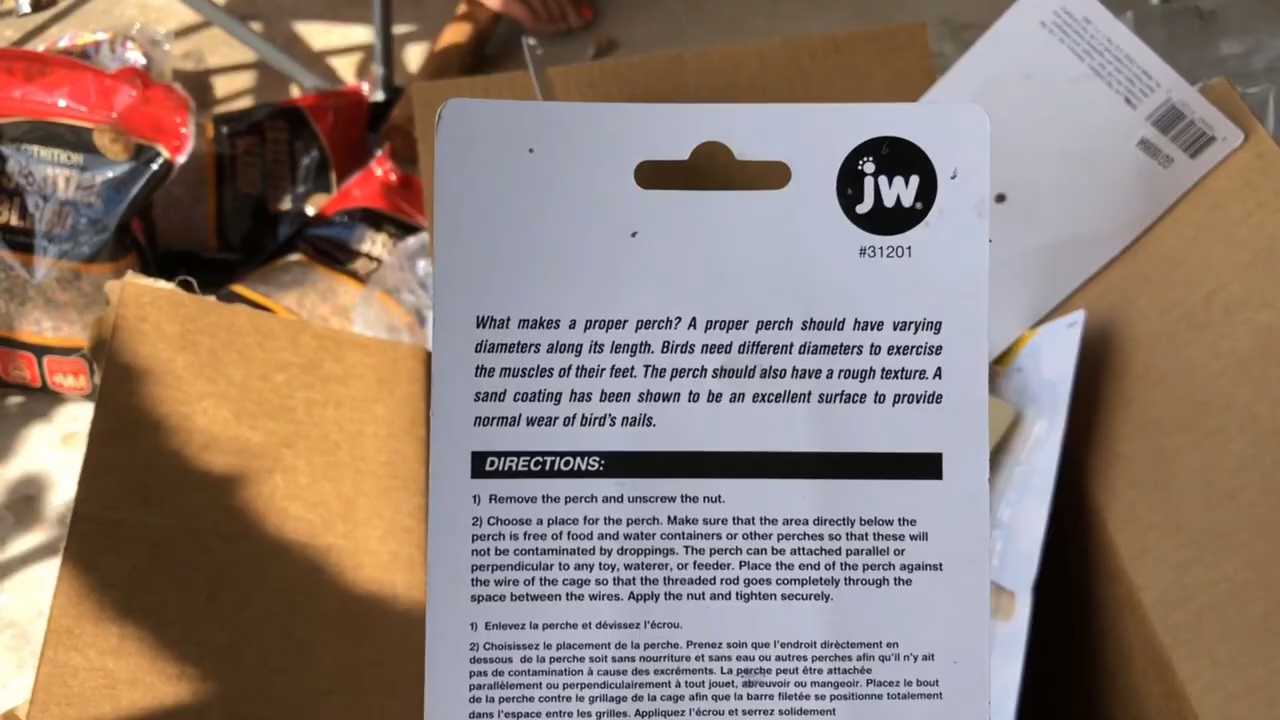 jw
#31201
What makes a proper perch? A proper perch should have varying
diameters along its length. Birds need different diameters to exercise
the muscles of their feet. The perch should also have a rough texture. A
sand coating has been shown to be an excellent surface to provide
normal wear of bird's nails.
DIRECTIONS:
1) Remove the perch and unscrew the nut.
2) Choose a place for the perch. Make sure that the area directly below the
perch is free of food and water containers or other perches so that these will
not be contaminated by droppings. The perch can be attached parallel or
perpendicular to any toy, waterer, or feeder. Place the end of the perch against
the wire of the cage so that the threaded rod goes completely through the
space between the wires. Apply the nut and tighten securely.
1) Enlevez la perche et dévissez l'écrou.
2) Choisissez le placement de la perche. Prenez soin que l'endroit dirèctement en
dessous de la perche soit sans nourriture et sans eau ou autres perches afin qu'il n'y ait
pas de contamination à cause des excréments. La perche peut être attachée
parallèlement ou perpendiculairement à tout jouet, abreuvoir ou mangeoir. Placez le bout
de la perche contre le grillage de la cage afin que la barre filetée se positionne totalement
dans l'espace entre les grilles. Appliquez l'écrou et serrez solidement